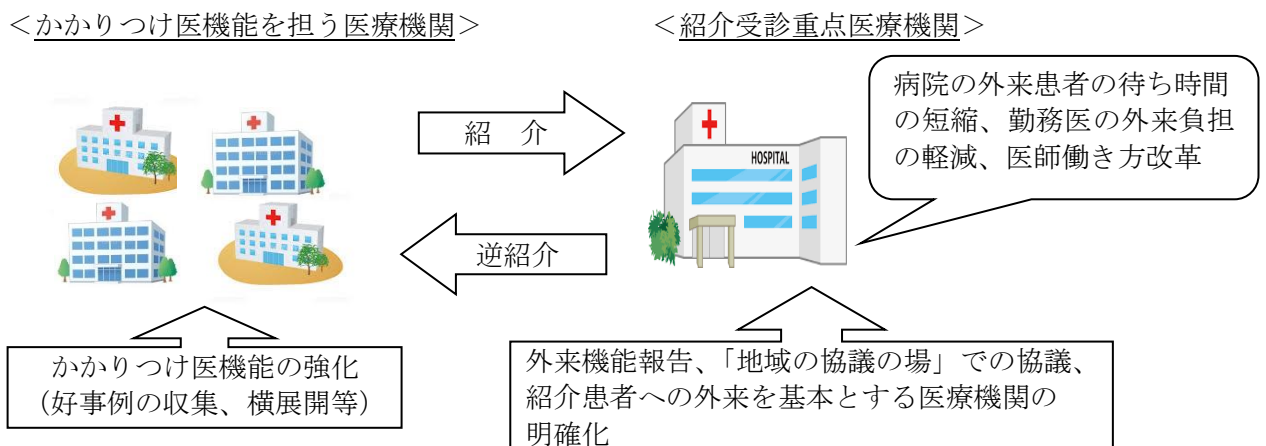 ＜かかりつけ医機能を担う医療機関＞
＜紹介受診重点医療機関＞
紹　介
逆紹介
HOSPITAL
病院の外来患者の待ち時間
の短縮、勤務医の外来負担
の軽減、医師働き方改革
かかりつけ医機能の強化
（好事例の収集、横展開等）
外来機能報告、「地域の協議の場」での協議、
紹介患者への外来を基本とする医療機関の
明確化